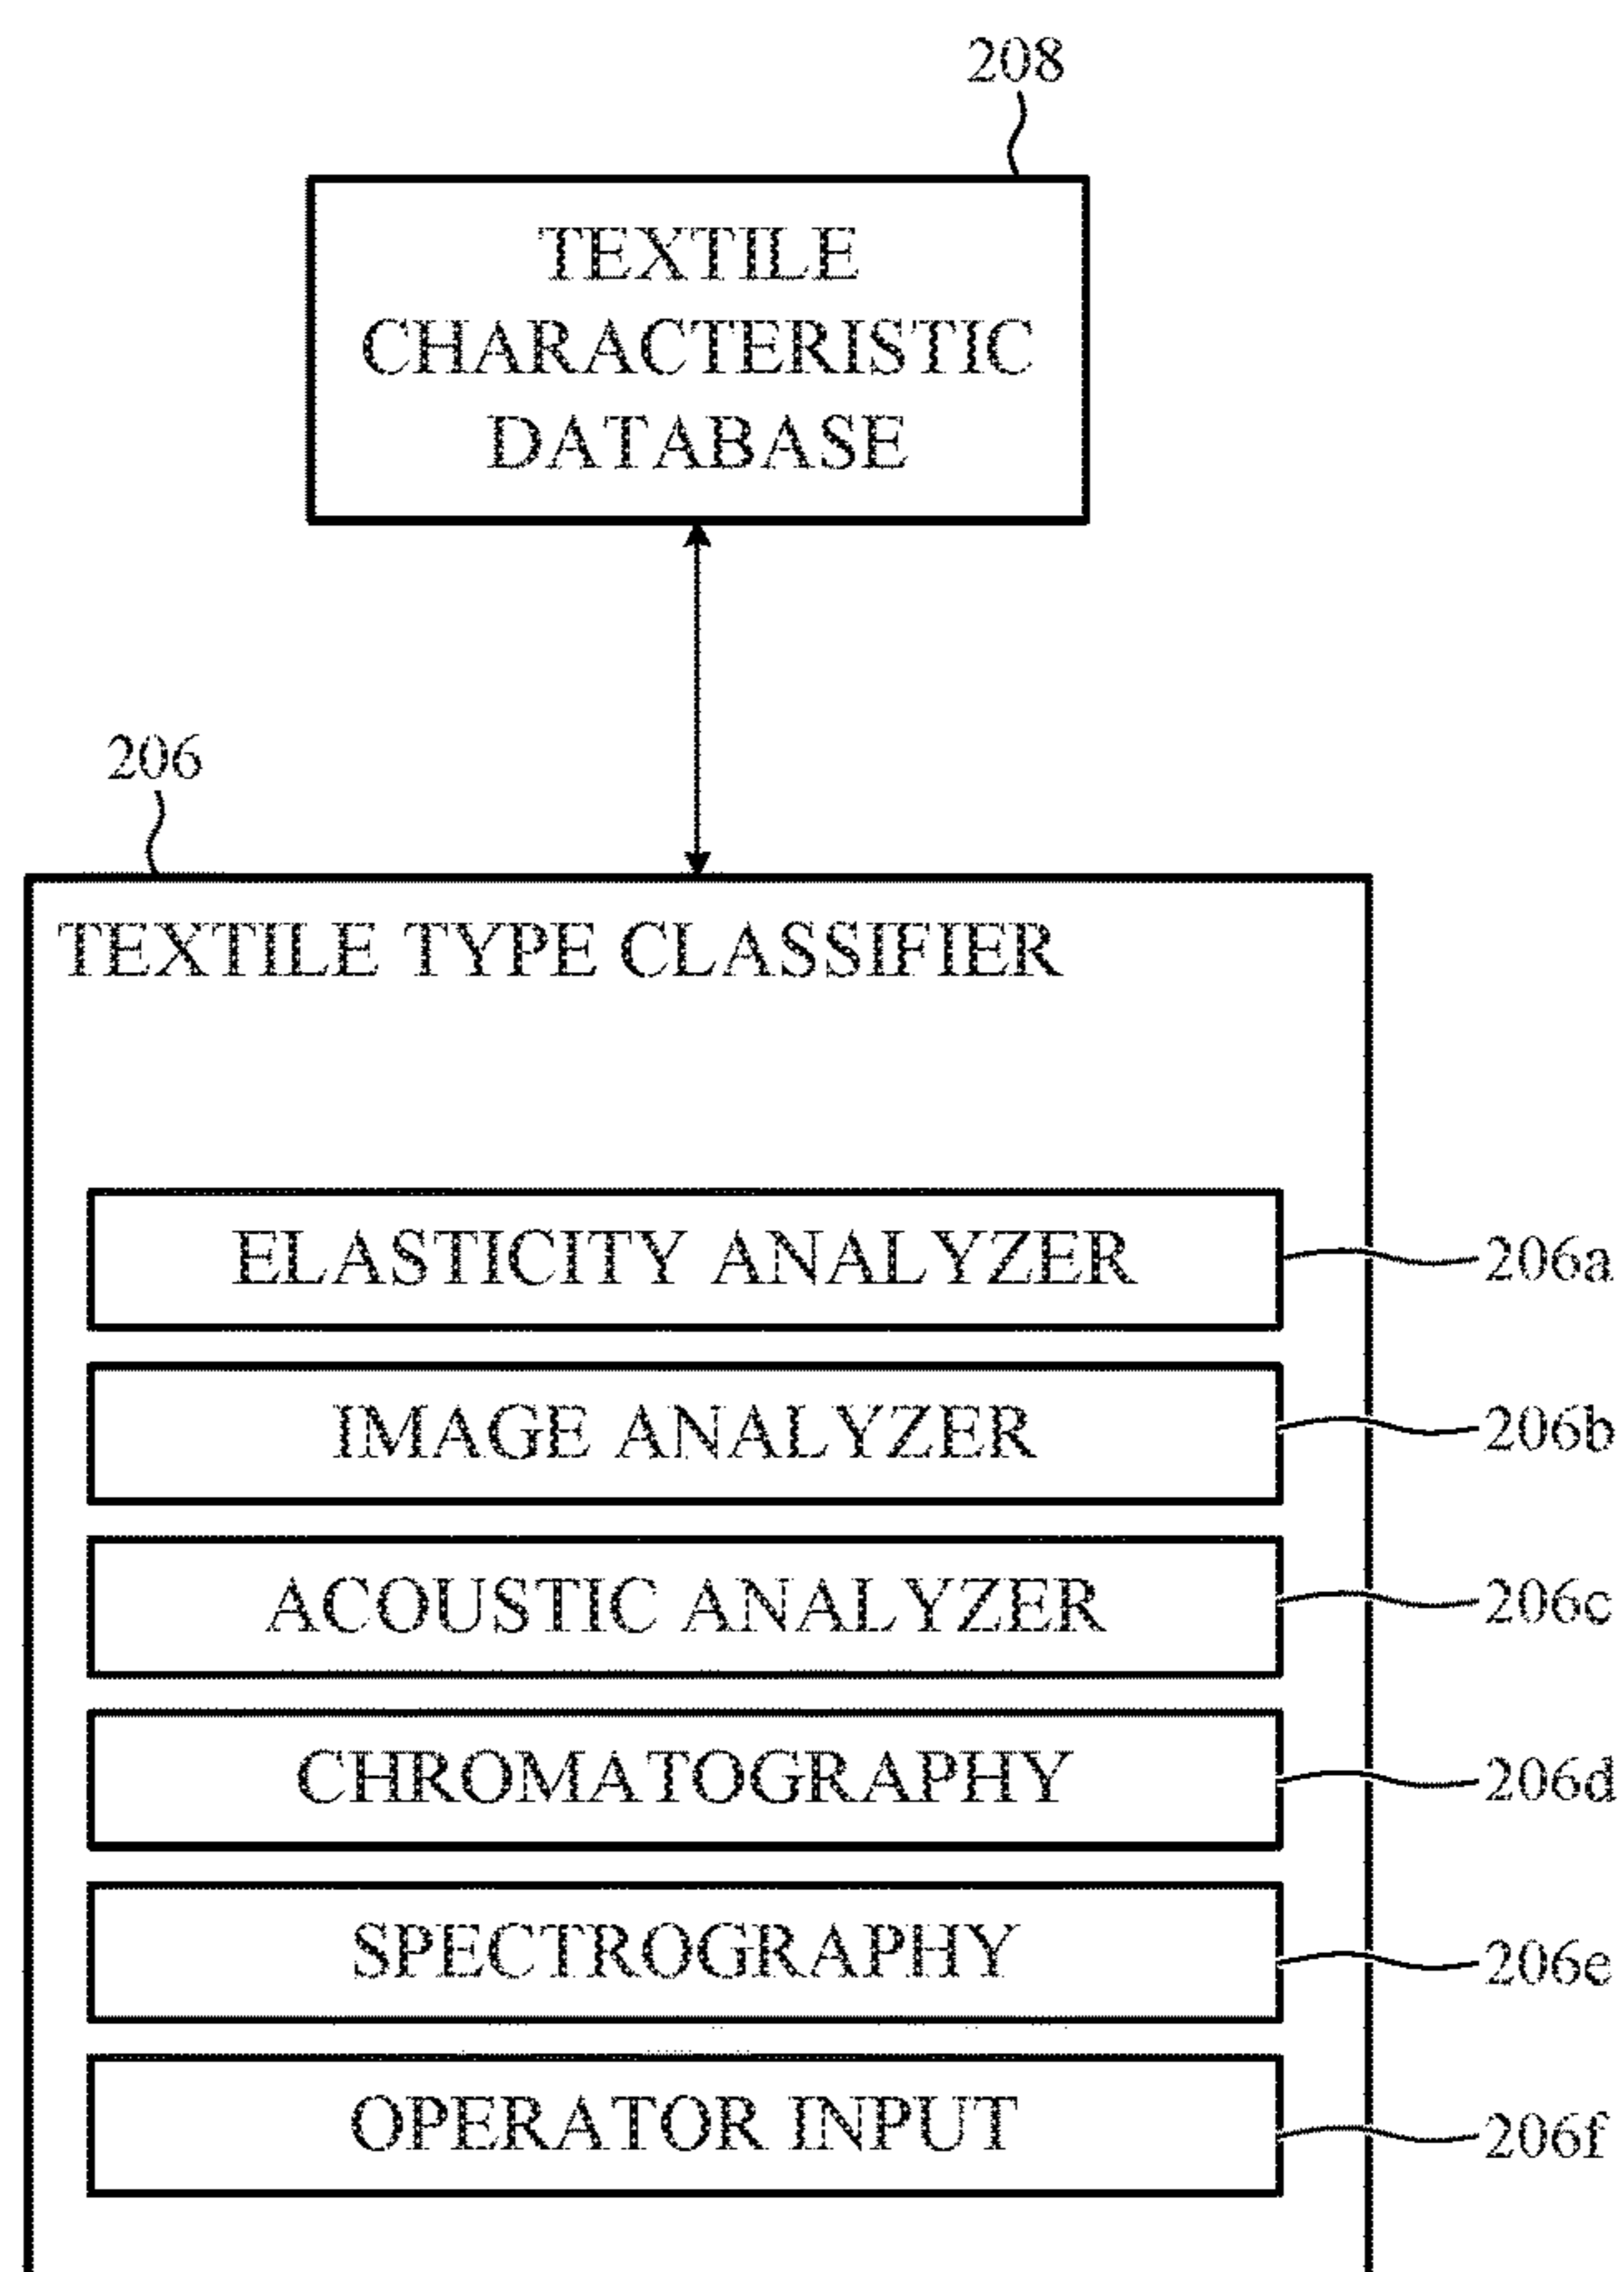 208
TEXTILE
CHARACTERISTIC
DATABASE
206
TEXTILE TYPE CLASSIFIER
ELASTICITY ANALYZER
206a
IMAGE ANALYZER
206b
ACOUSTIC ANALYZER
206c
CHROMATOGRAPHY
206d
SPECTROGRAPHY
206e
OPERATOR INPUT
206f